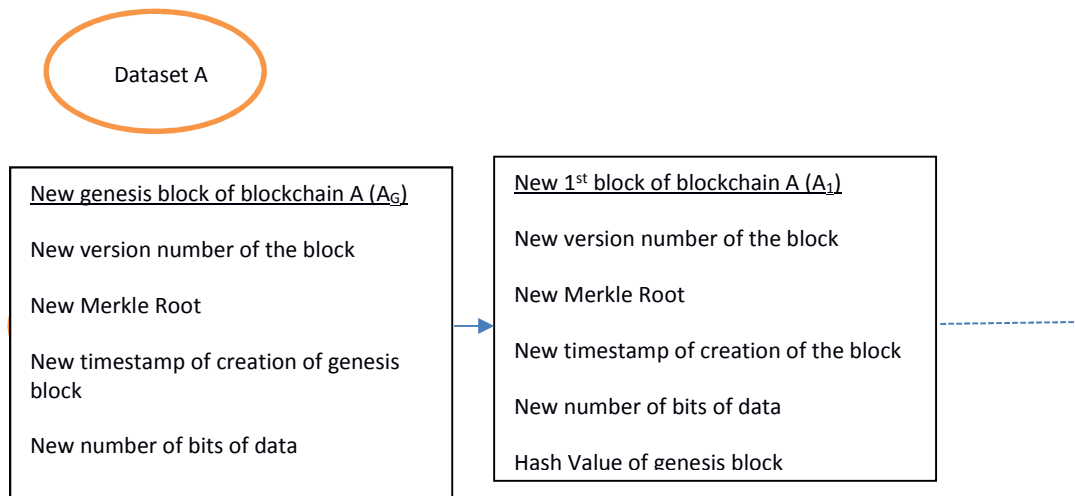 Dataset A
New genesis block of blockchain A (AG)
New version number of the block
New Merkle Root
New timestamp of creation of genesis
block
New number of bits of data
New 1st block of blockchain A (A1)
New version number of the block
New Merkle Root
New timestamp of creation of the block
New number of bits of data
Hash Value of genesis block